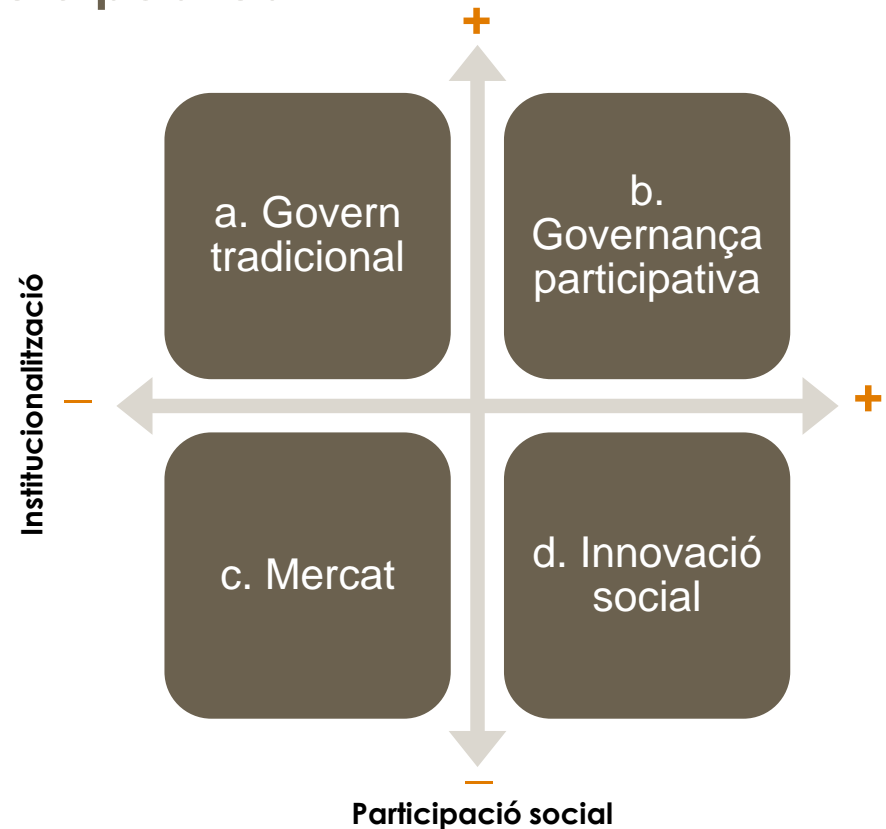 +
a. Govern
tradicional
b.
Governança
participativa
Institucionalització
–
+
c. Mercat
d. Innovació
social
–
Participació social